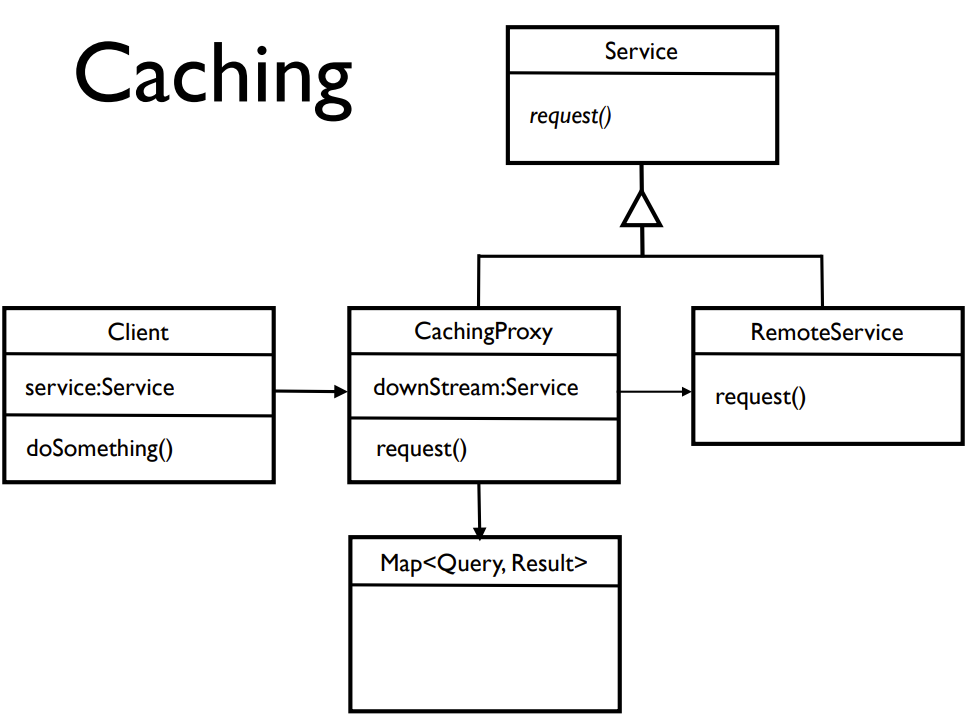 Caching
Service
request()
Client
service:Service
doSomething()
CachingProxy
downStream:Service
request()
RemoteService
request()
Map<Query, Result>